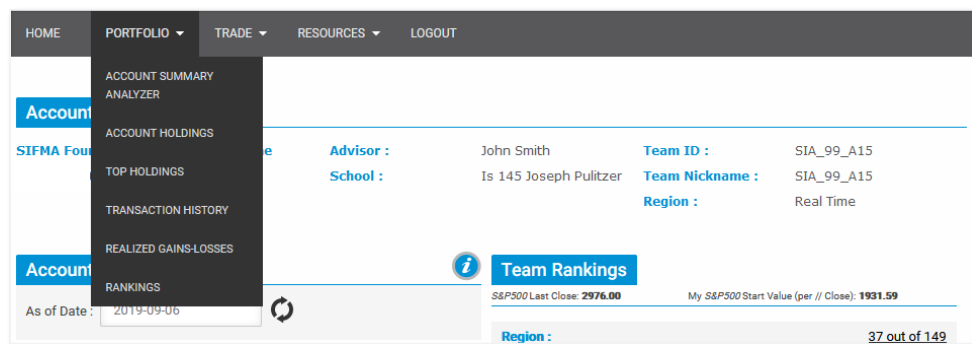 HOME PORTFOLIO TRADE RESOURCES LOGOUT
ACCOUNT SUMMARY
ANALYZER
ACCOUNT HOLDINGS
TOP HOLDINGS
TRANSACTION HISTORY
REALIZED GAINS-LOSSES
RANKINGS
Account
SIFMA Advisor : John Smith Team ID : SIA_99_A15
School : Is 145 Joseph Pulitzer Team Nickname : SIA_99_A15
Region : Real Time
Account Team Rankings
S&P500 Last Close: 2976.00 My S&P500 Start Value (per // Close): 1931.59
As of Date : 2019-09-06
Region : 37 out of 149